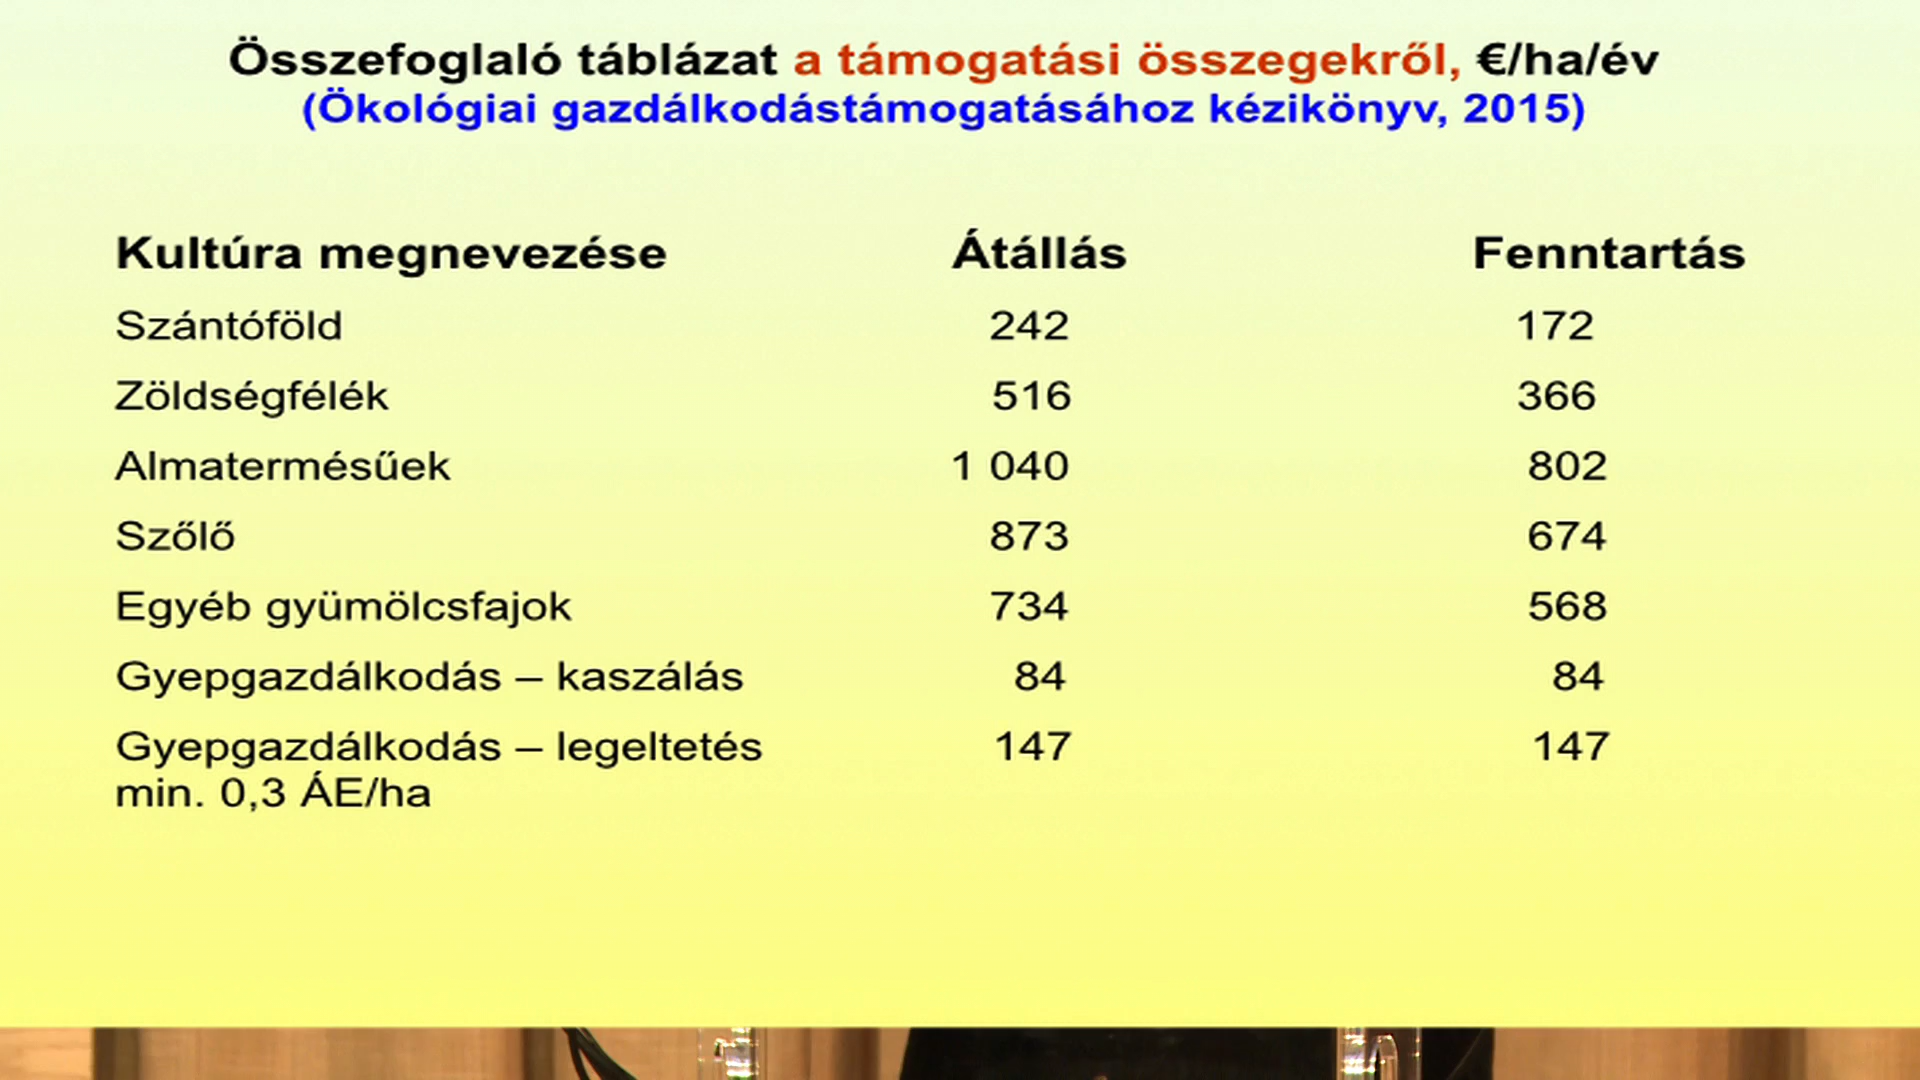 Összefoglaló táblázat a támogatási összegekről, €/ha/év
(Ökológiai gazdálkodástámogatásához kézikönyv, 2015)
Kultúra megnevezése Átállás Fenntartás
Szántóföld 242 172
Zöldségfélék 516 366
Almatermésűek 1 040 802
Szőlő 873 674
Egyéb gyümölcsfajok 734 568
Gyepgazdálkodás – kaszálás 84 84
Gyepgazdálkodás – legeltetés 147 147
min. 0,3 ÁE/ha